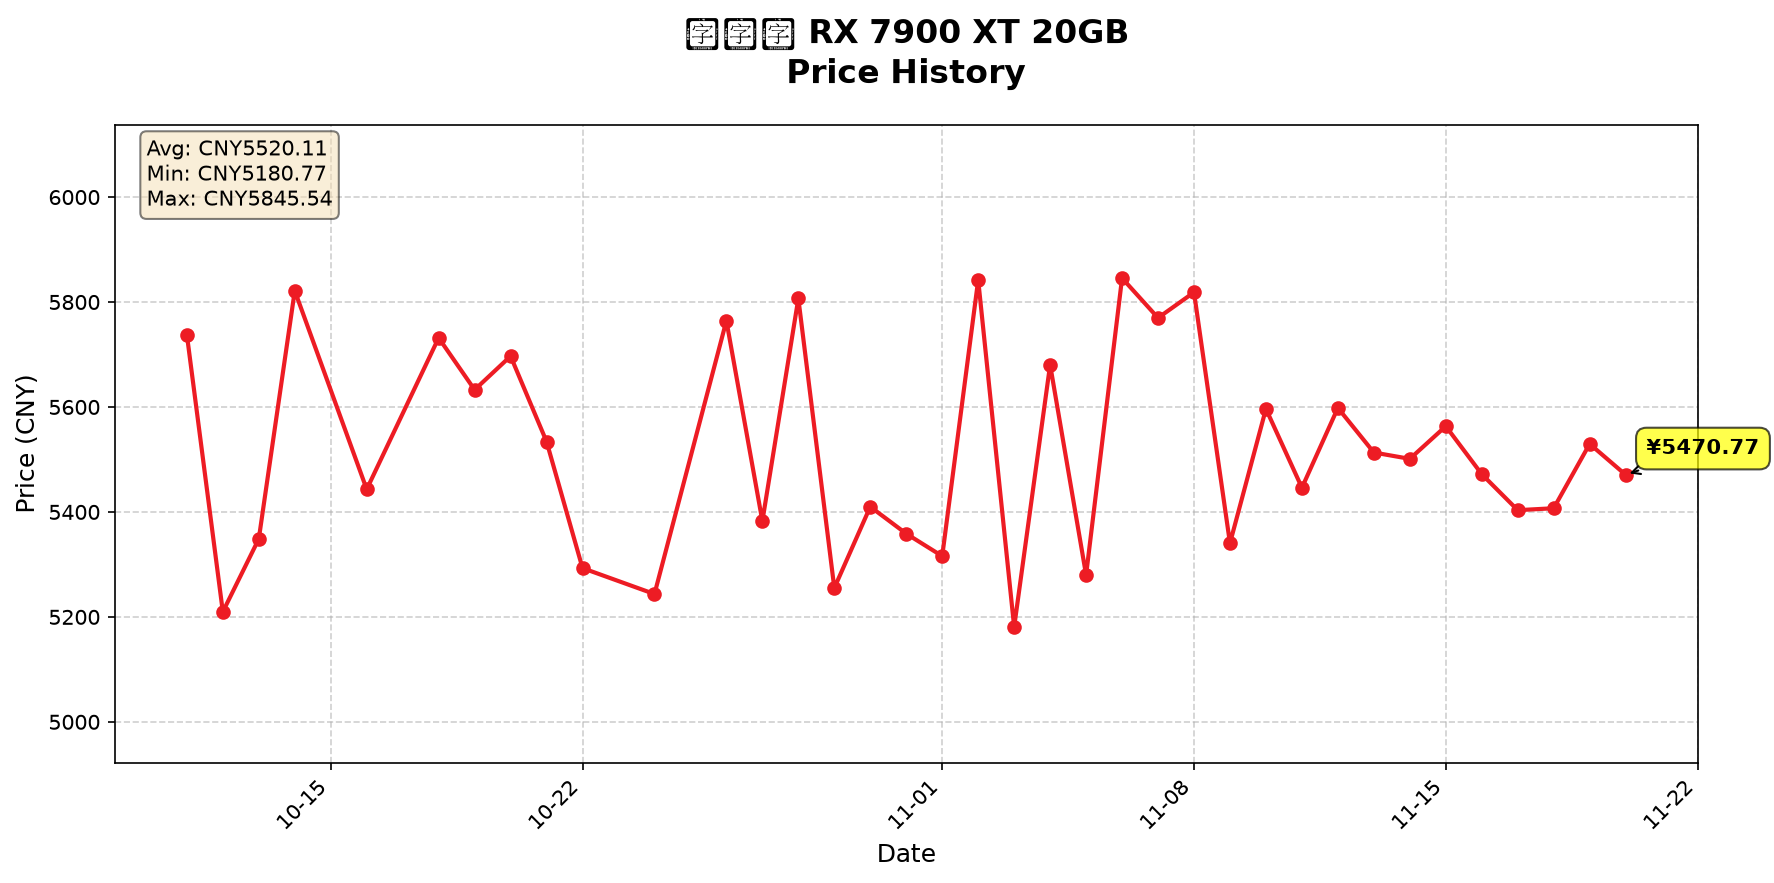 RX 7900 XT 20GB
Price History
Avg: CNY5520.11
Min: CNY5180.77
Max: CNY5845.54
Price (CNY)
6000
5800
5600
5400
5200
5000
¥5470.77
10-15
10-22
11-01
11-08
11-15
11-22
Date